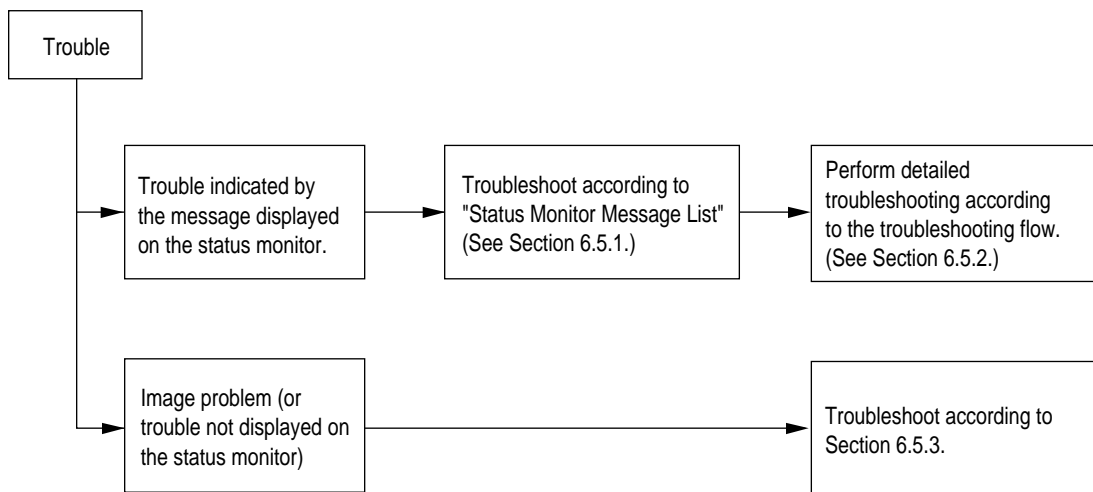 Trouble
Trouble indicated by
the message displayed
on the status monitor.
Troubleshoot according to
"Status Monitor Message List"
(See Section 6.5.1.)
Perform detailed
troubleshooting according
to the troubleshooting flow.
(See Section 6.5.2.)
Image problem (or
trouble not displayed on
the status monitor)
Troubleshoot according to
Section 6.5.3.